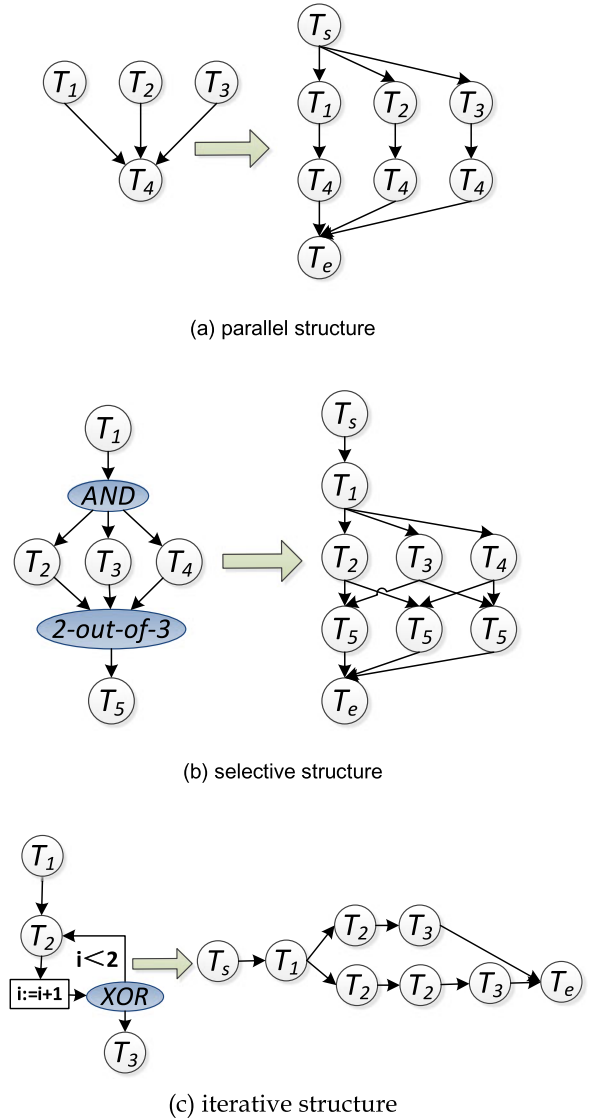 Ts
T1 T2 T3
T1 T2 T3
T4
T4 T4 T4
Te
(a) parallel structure
T1
AND
T2 T3 T4
2-out-of-3
T5
Ts
T1
T2 T3 T4
T5 T5 T5
Te
(b) selective structure
T1
T2
i<2
i:=i+1
XOR
T3
Ts T1
T2 T3
T2 T2 T3
Te
(c) iterative structure